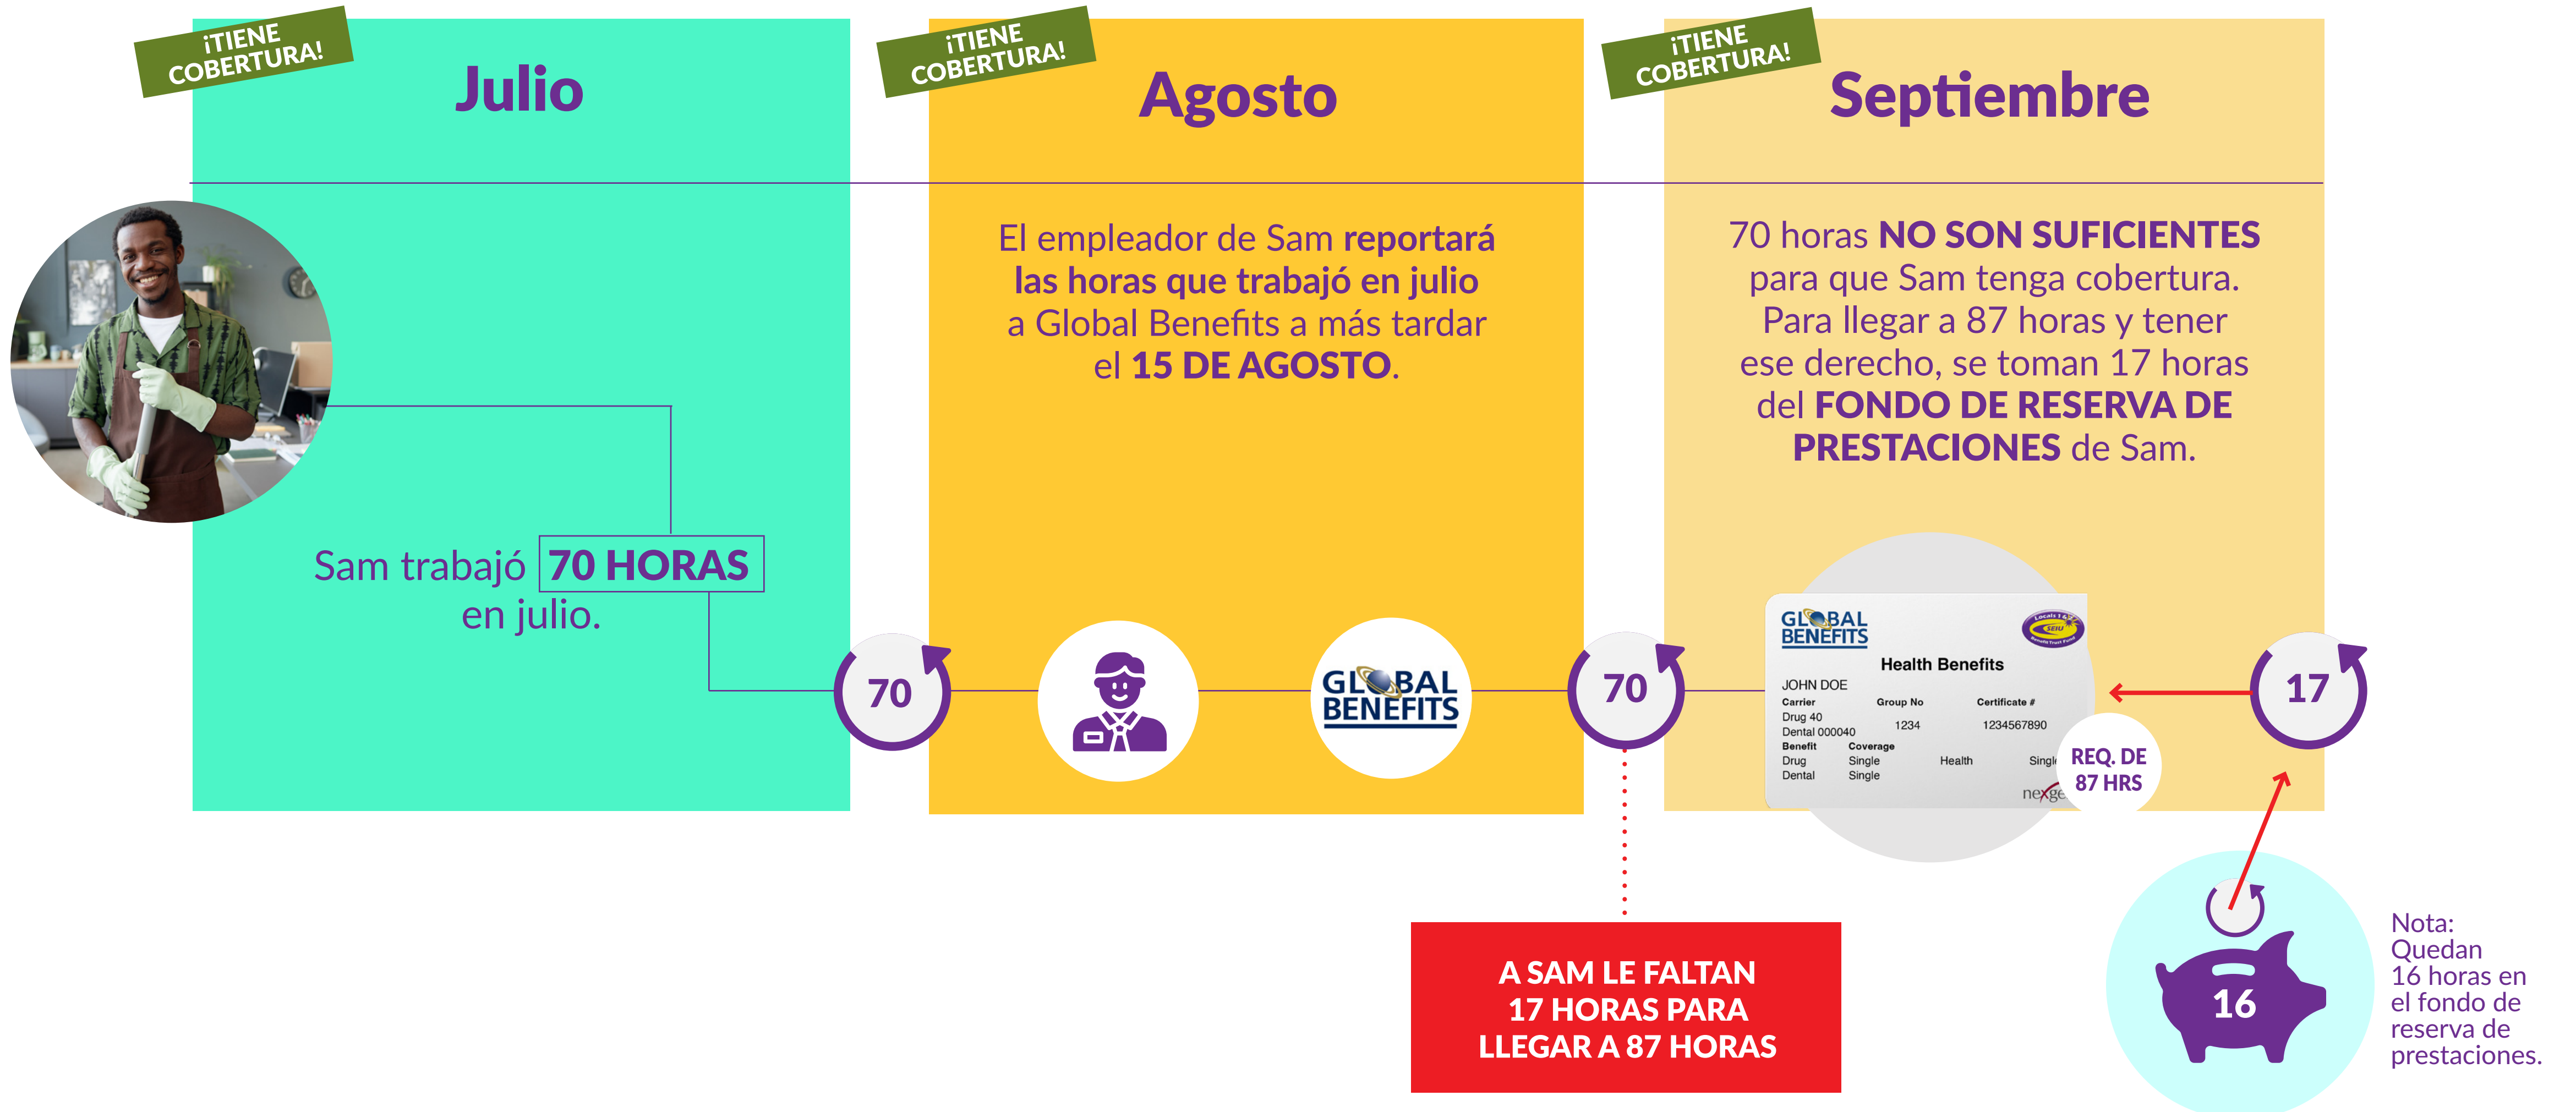 ¡TIENE
COBERTURA!
Julio
Sam trabajó 70 HORAS
en julio.
70
¡TIENE
COBERTURA!
Agosto
El empleador de Sam reportará
las horas que trabajó en julio
a Global Benefits a más tardar
el 15 DE AGOSTO.
GLOBAL
BENEFITS
70
¡TIENE
COBERTURA!
Septiembre
70 horas NO SON SUFICIENTES
para que Sam tenga cobertura.
Para llegar a 87 horas y tener
ese derecho, se toman 17 horas
del FONDO DE RESERVA DE
PRESTACIONES de Sam.
GLOBAL
BENEFITS
SEIU
Benefit Trust Fund
Health Benefits
JOHN DOE
Carrier Group No Certificate #
Drug 40
Dental 000040 1234 1234567890
Benefit Coverage
Drug Single Health Single
Dental Single
nexge
REQ. DE
87 HRS
17
A SAM LE FALTAN
17 HORAS PARA
LLEGAR A 87 HORAS
16
Nota:
Quedan
16 horas en
el fondo de
reserva de
prestaciones.